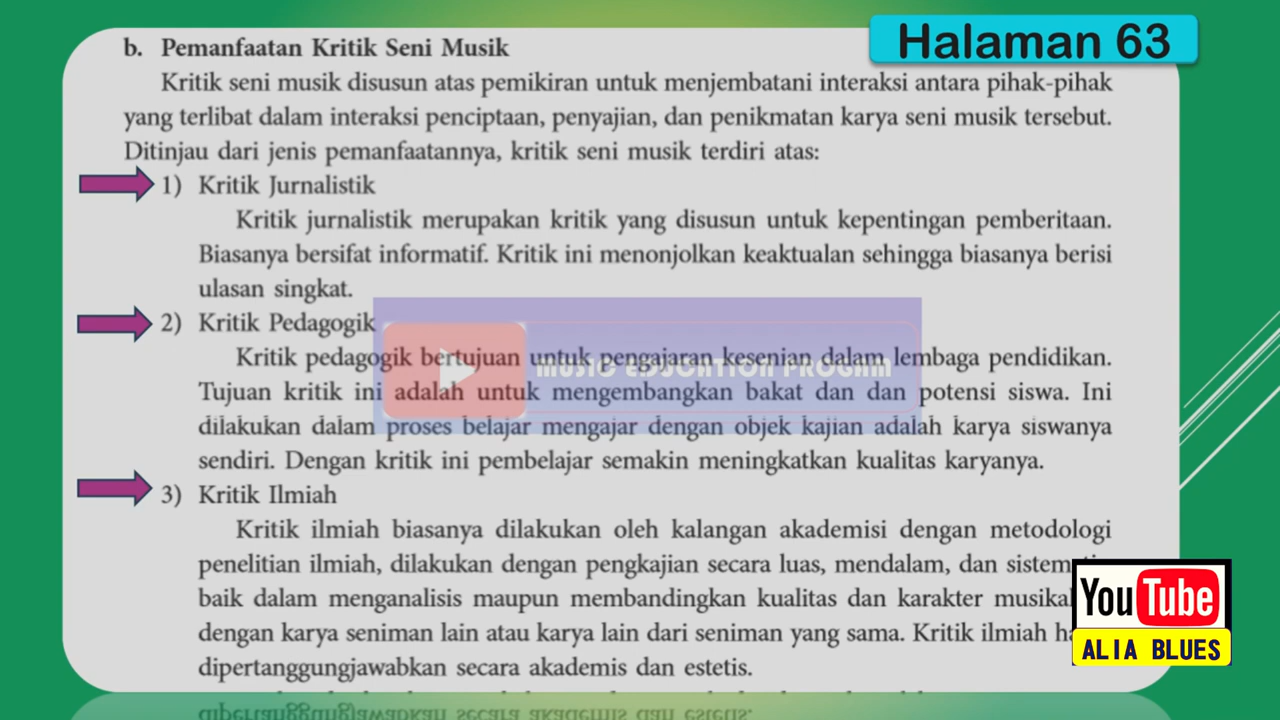 Halaman 63
b. Pemanfaatan Kritik Seni Musik
Kritik seni musik disusun atas pemikiran untuk menjembatani interaksi antara pihak-pihak
yang terlibat dalam interaksi penciptaan, penyajian, dan penikmatan karya seni musik tersebut.
Ditinjau dari jenis pemanfaatannya, kritik seni musik terdiri atas:
1) Kritik Jurnalistik
Kritik jurnalistik merupakan kritik yang disusun untuk kepentingan pemberitaan.
Biasanya bersifat informatif. Kritik ini menonjolkan keaktualan sehingga biasanya berisi
ulasan singkat.
2) Kritik Pedagogik
Kritik pedagogik bertujuan untuk pengajaran kesenian dalam lembaga pendidikan.
MUSIC EDUCATION PROGAM
Tujuan kritik ini adalah untuk mengembangkan bakat dan dan potensi siswa. Ini
dilakukan dalam proses belajar mengajar dengan objek kajian adalah karya siswanya
sendiri. Dengan kritik ini pembelajar semakin meningkatkan kualitas karyanya.
3) Kritik Ilmiah
Kritik ilmiah biasanya dilakukan oleh kalangan akademisi dengan metodologi
penelitian ilmiah, dilakukan dengan pengkajian secara luas, mendalam, dan
baik dalam menganalisis maupun membandingkan kualitas dan karakter
dengan karya seniman lain atau karya lain dari seniman yang sama. Kritik ilmiah
dipertanggungjawabkan secara akademis dan estetis.
YouTube
ALIA BLUES